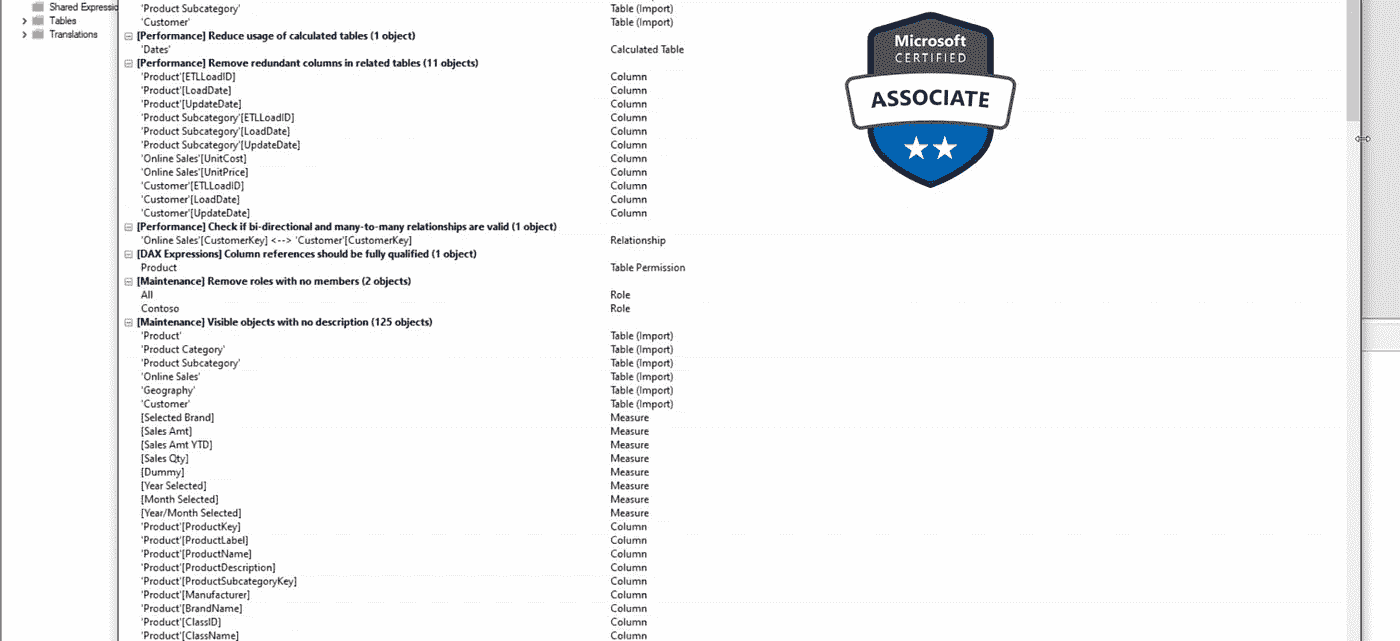 Shared Expressio
Tables
Translations
'Product Subcategory' Table (Import)
'Customer' Table (Import)
[Performance] Reduce usage of calculated tables (1 object)
'Dates' Calculated Table
[Performance] Remove redundant columns in related tables (11 objects)
'Product'[ETLLoadID] Column
'Product'[LoadDate] Column
'Product'[UpdateDate] Column
'Product Subcategory'[ETLLoadID] Column
'Product Subcategory'[LoadDate] Column
'Product Subcategory'[UpdateDate] Column
'Online Sales'[UnitCost] Column
'Online Sales'[UnitPrice] Column
'Customer'[ETLLoadID] Column
'Customer'[LoadDate] Column
'Customer'[UpdateDate] Column
[Performance] Check if bi-directional and many-to-many relationships are valid (1 object)
'Online Sales'[CustomerKey] <--> 'Customer'[CustomerKey] Relationship
[DAX Expressions] Column references should be fully qualified (1 object)
Product Table Permission
[Maintenance] Remove roles with no members (2 objects)
All Role
Contoso Role
[Maintenance] Visible objects with no description (125 objects)
'Product' Table (Import)
'Product Category' Table (Import)
'Product Subcategory' Table (Import)
'Online Sales' Table (Import)
'Geography' Table (Import)
'Customer' Table (Import)
[Selected Brand] Measure
[Sales Amt] Measure
[Sales Amt YTD] Measure
[Sales Qty] Measure
[Dummy] Measure
[Year Selected] Measure
[Month Selected] Measure
[Year/Month Selected] Measure
'Product'[ProductKey] Column
'Product'[ProductLabel] Column
'Product'[ProductName] Column
'Product'[ProductDescription] Column
'Product'[ProductSubcategoryKey] Column
'Product'[Manufacturer] Column
'Product'[BrandName] Column
'Product'[ClassID] Column
'Product'[ClassName] Column
Microsoft
CERTIFIED
ASSOCIATE